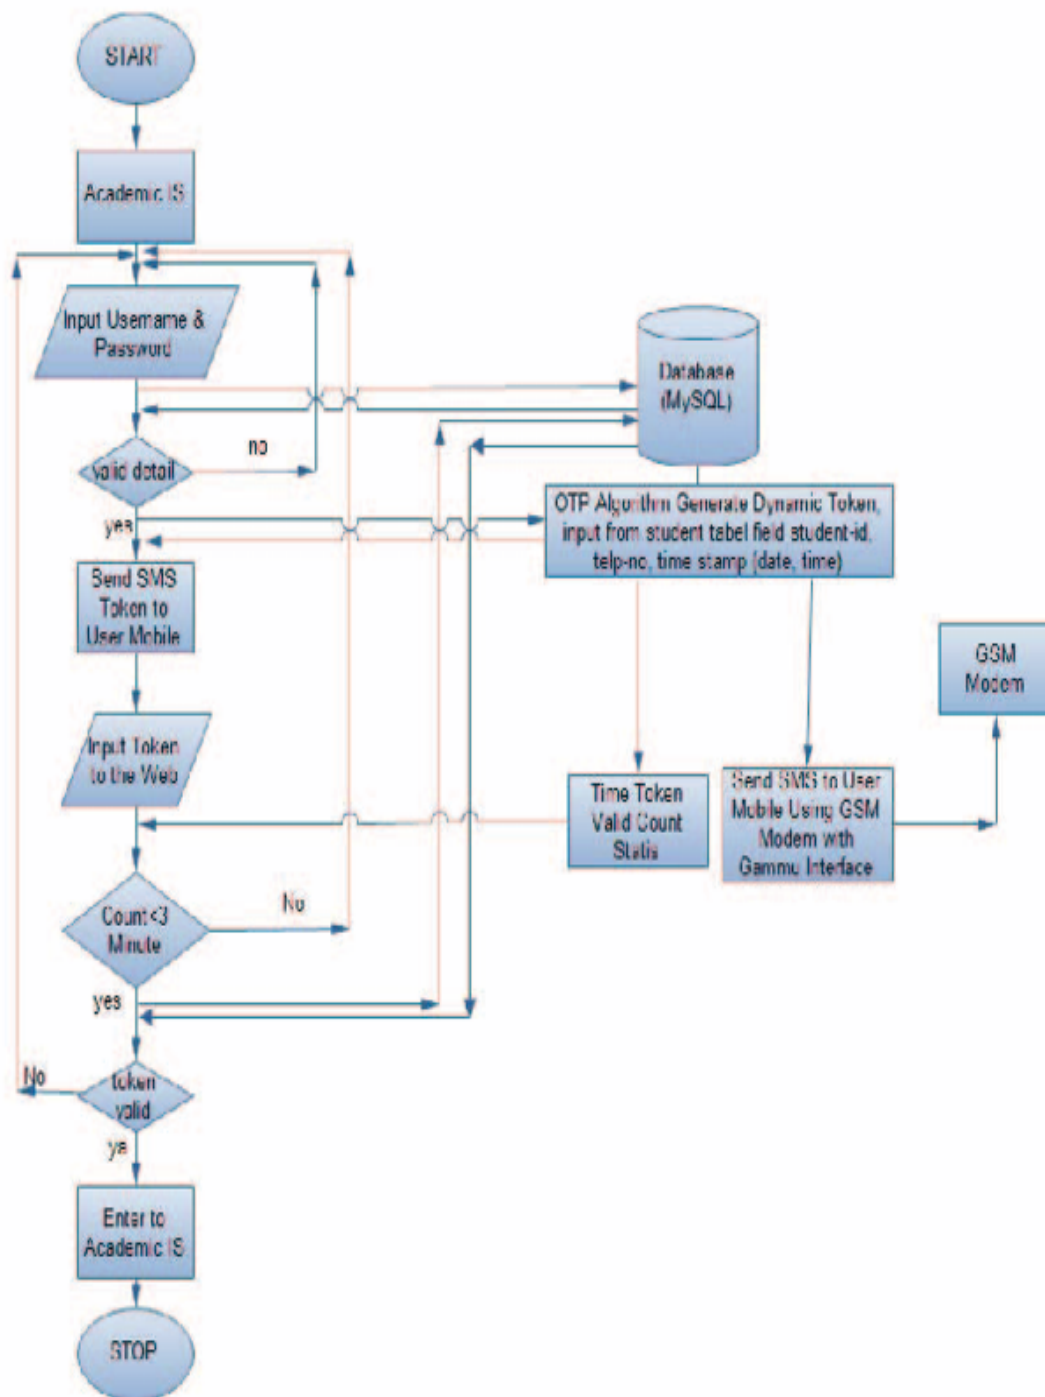 START
Academic IS
Input Username &
Password
Database
(MySQL)
valid detail
no
yes
OTP Algorithm Generate Dynamic Token,
input from student tabel field student-id,
telp-no, time stamp (date, time)
Send SMS
Token to
User Mobile
GSM
Modem
Input Token
to the Web
Time Token
Valid Count
Statis
Send SMS to User
Mobile Using GSM
Modem with
Gammu Interface
Count<3
Minute
No
yes
No
token
valid
ya
Enter to
Academic IS
STOP